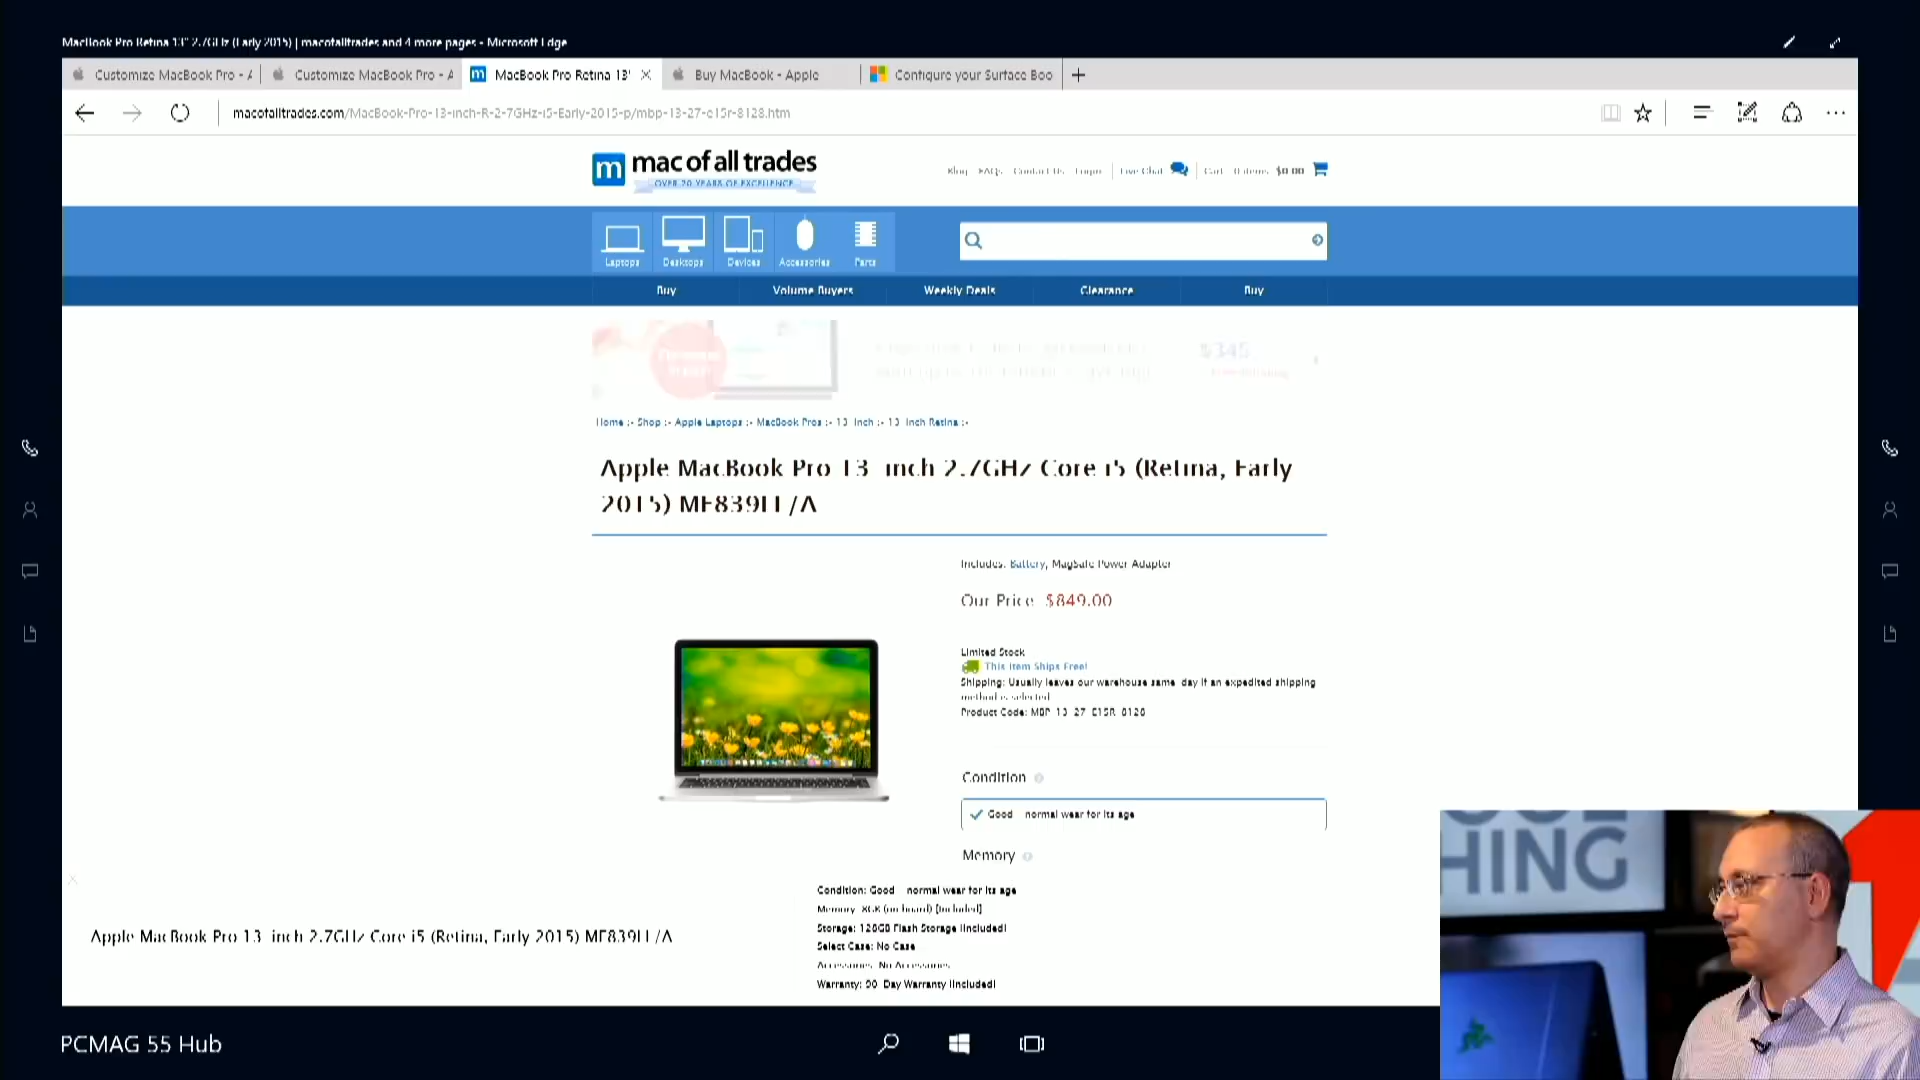 MacBook Pro Retina 13" 2.7GHz (Early 2015) | macofalltrades and 4 more pages - Microsoft Edge
Customize MacBook Pro - A
Customize MacBook Pro - A
MacBook Pro Retina 13"
Buy MacBook - Apple
Configure your Surface Boo
macofalltrades.com/MacBook-Pro-13-inch-R-2-7GHz-i5-Early-2015-p/mbp-13-27-e15r-8128.htm
m mac of all trades
OVER 20 YEARS OF EXCELLENCE
Blog FAQs Contact Us Login Live Chat Cart 0 items $0.00
Laptops Desktops Devices Accessories Parts
Buy Volume Buyers Weekly Deals Clearance Buy
$345
Home :- Shop :- Apple Laptops :- MacBook Pros :- 13 inch :- 13 inch Retina :-
Apple MacBook Pro 13 inch 2.7GHz Core i5 (Retina, Early
2015) MF839LL/A
Includes: Battery, MagSafe Power Adapter
Our Price $849.00
Limited Stock
This Item Ships Free!
Shipping: Usually leaves our warehouse same day if an expedited shipping
method is selected
Product Code: MBP 13 27 E15R 8128
Condition
Good normal wear for its age
Memory
Condition: Good normal wear for its age
Memory: 8GB (on board) [Included]
Storage: 128GB Flash Storage [Included]
Select Case: No Case
Accessories: No Accessories
Warranty: 90 Day Warranty [Included]
Apple MacBook Pro 13 inch 2.7GHz Core i5 (Retina, Early 2015) MF839LL/A
HING
PCMAG 55 Hub